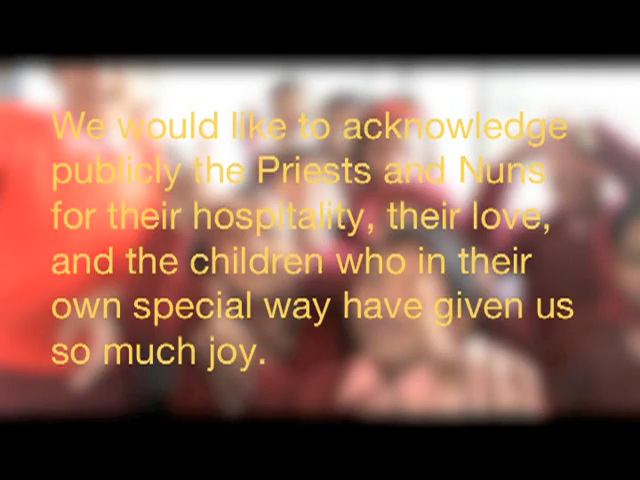 We would like to acknowledge
publicly the Priests and Nuns
for their hospitality, their love,
and the children who in their
own special way have given us
so much joy.